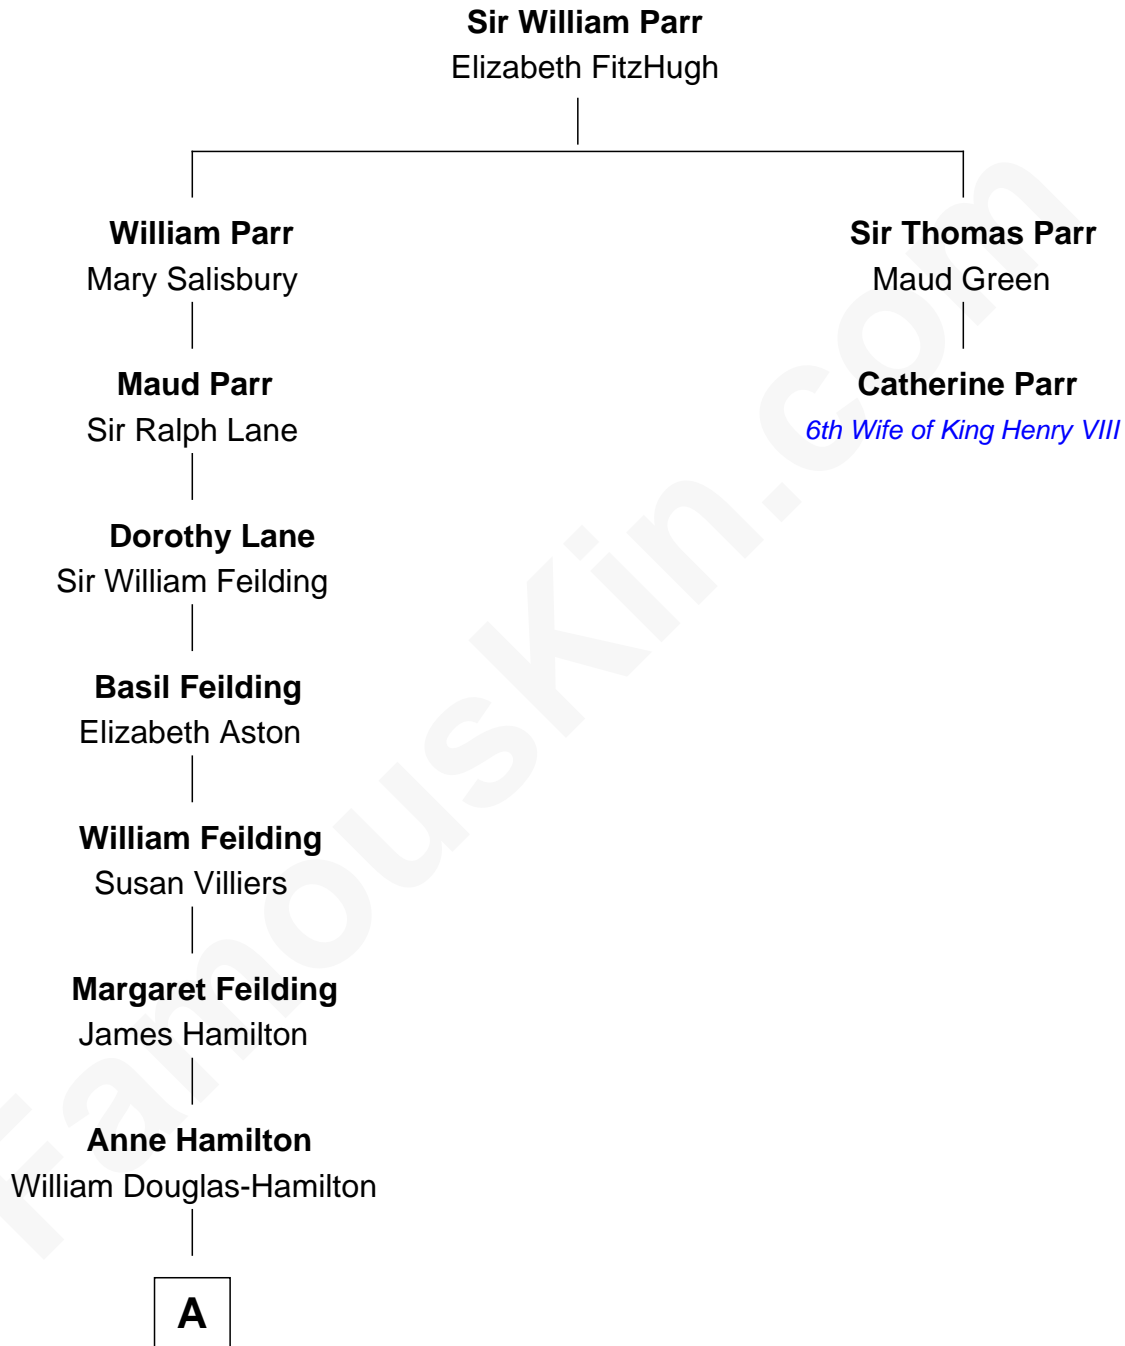 Sir William Parr
Elizabeth FitzHugh
William Parr
Mary Salisbury
Sir Thomas Parr
Maud Green
Maud Parr
Sir Ralph Lane
Catherine Parr
6th Wife of King Henry VIII
Dorothy Lane
Sir William Feilding
Basil Feilding
Elizabeth Aston
William Feilding
Susan Villiers
Margaret Feilding
James Hamilton
Anne Hamilton
William Douglas-Hamilton
A
FamousKin.com